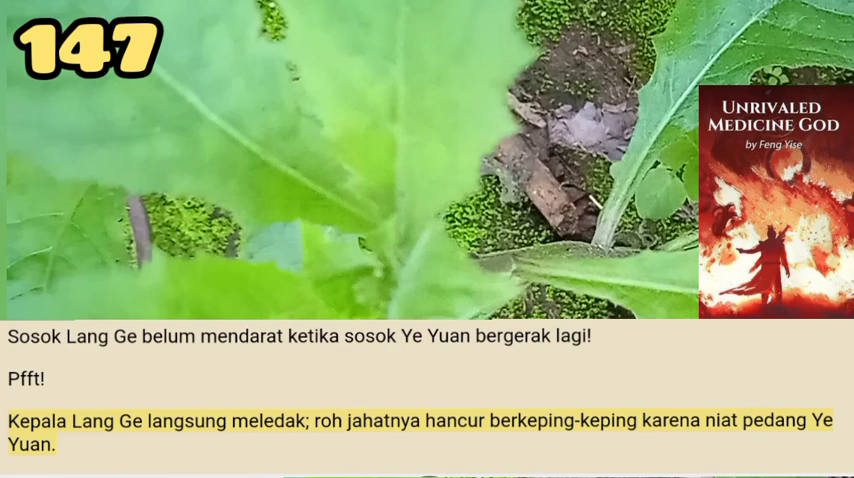 147
UNRIVALED
MEDICINE GOD
by Feng Yise
Sosok Lang Ge belum mendarat ketika sosok Ye Yuan bergerak lagi!
Pfft!
Kepala Lang Ge langsung meledak; roh jahatnya hancur berkeping-keping karena niat pedang Ye
Yuan.